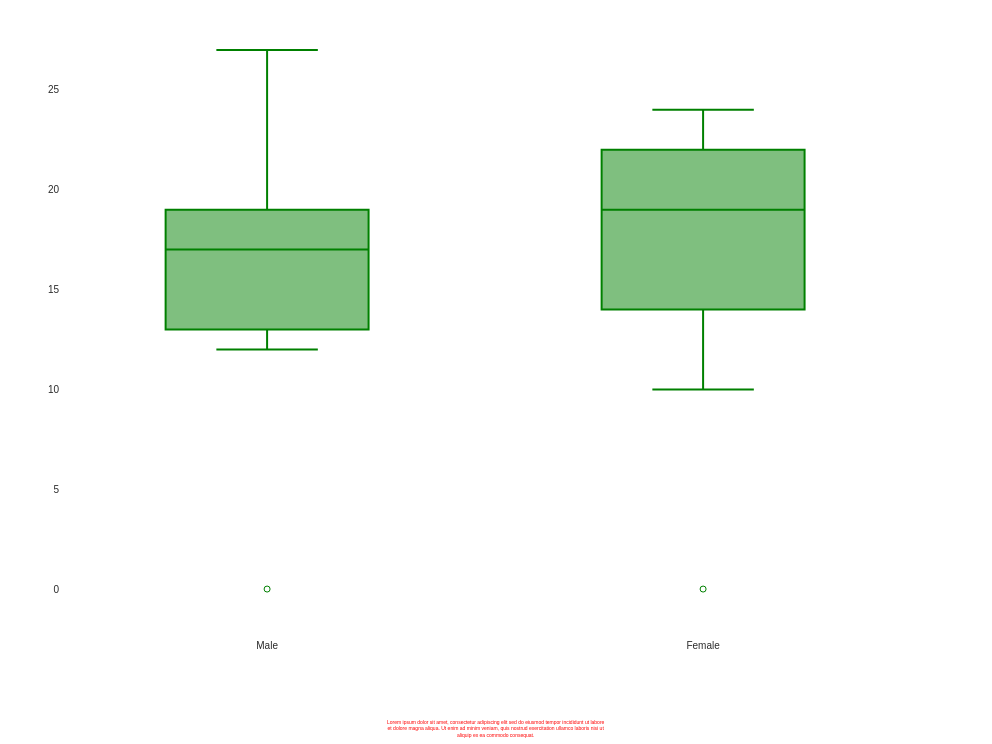 25
20
15
10
5
0
Male
Female
Lorem ipsum dolor sit amet, consectetur adipiscing elit sed do eiusmod tempor incididunt ut labore
et dolore magna aliqua. Ut enim ad minim veniam, quis nostrud exercitation ullamco laboris nisi ut
aliquip ex ea commodo consequat.